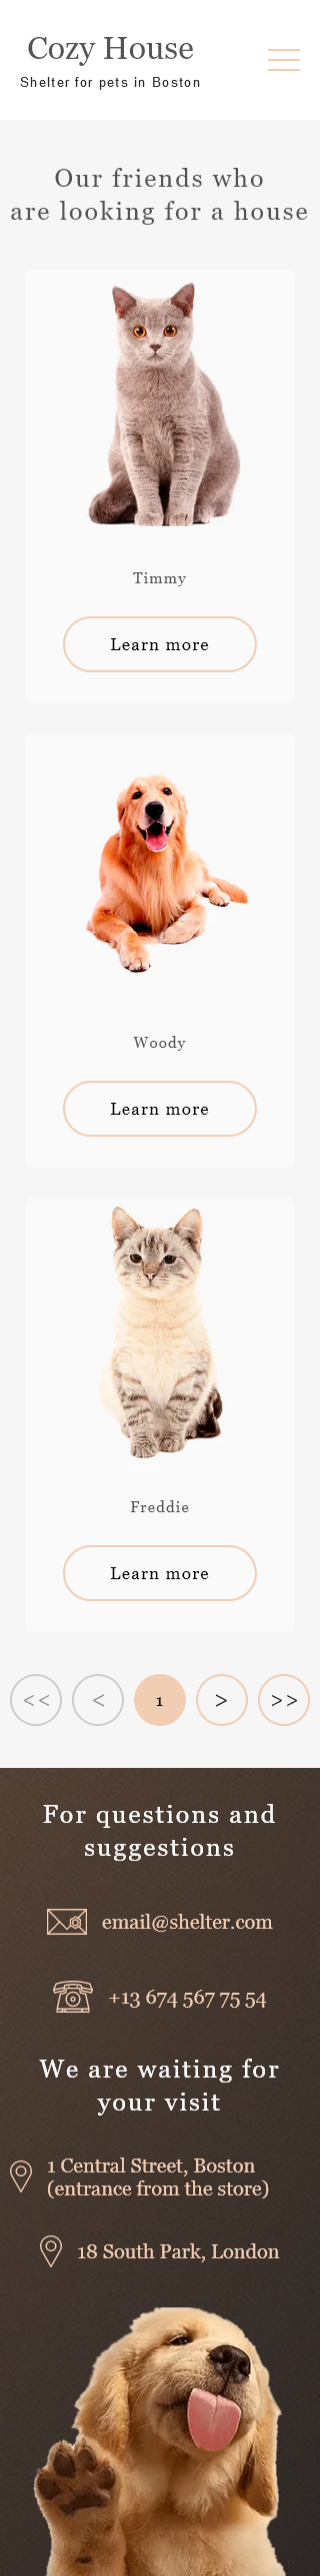 Cozy House
Shelter for pets in Boston
Our friends who
are looking for a house
Timmy
Learn more
Woody
Learn more
Freddie
Learn more
<< < 1 > >>
For questions and
suggestions
email@shelter.com
+13 674 567 75 54
We are waiting for
your visit
1 Central Street, Boston
(entrance from the store)
18 South Park, London